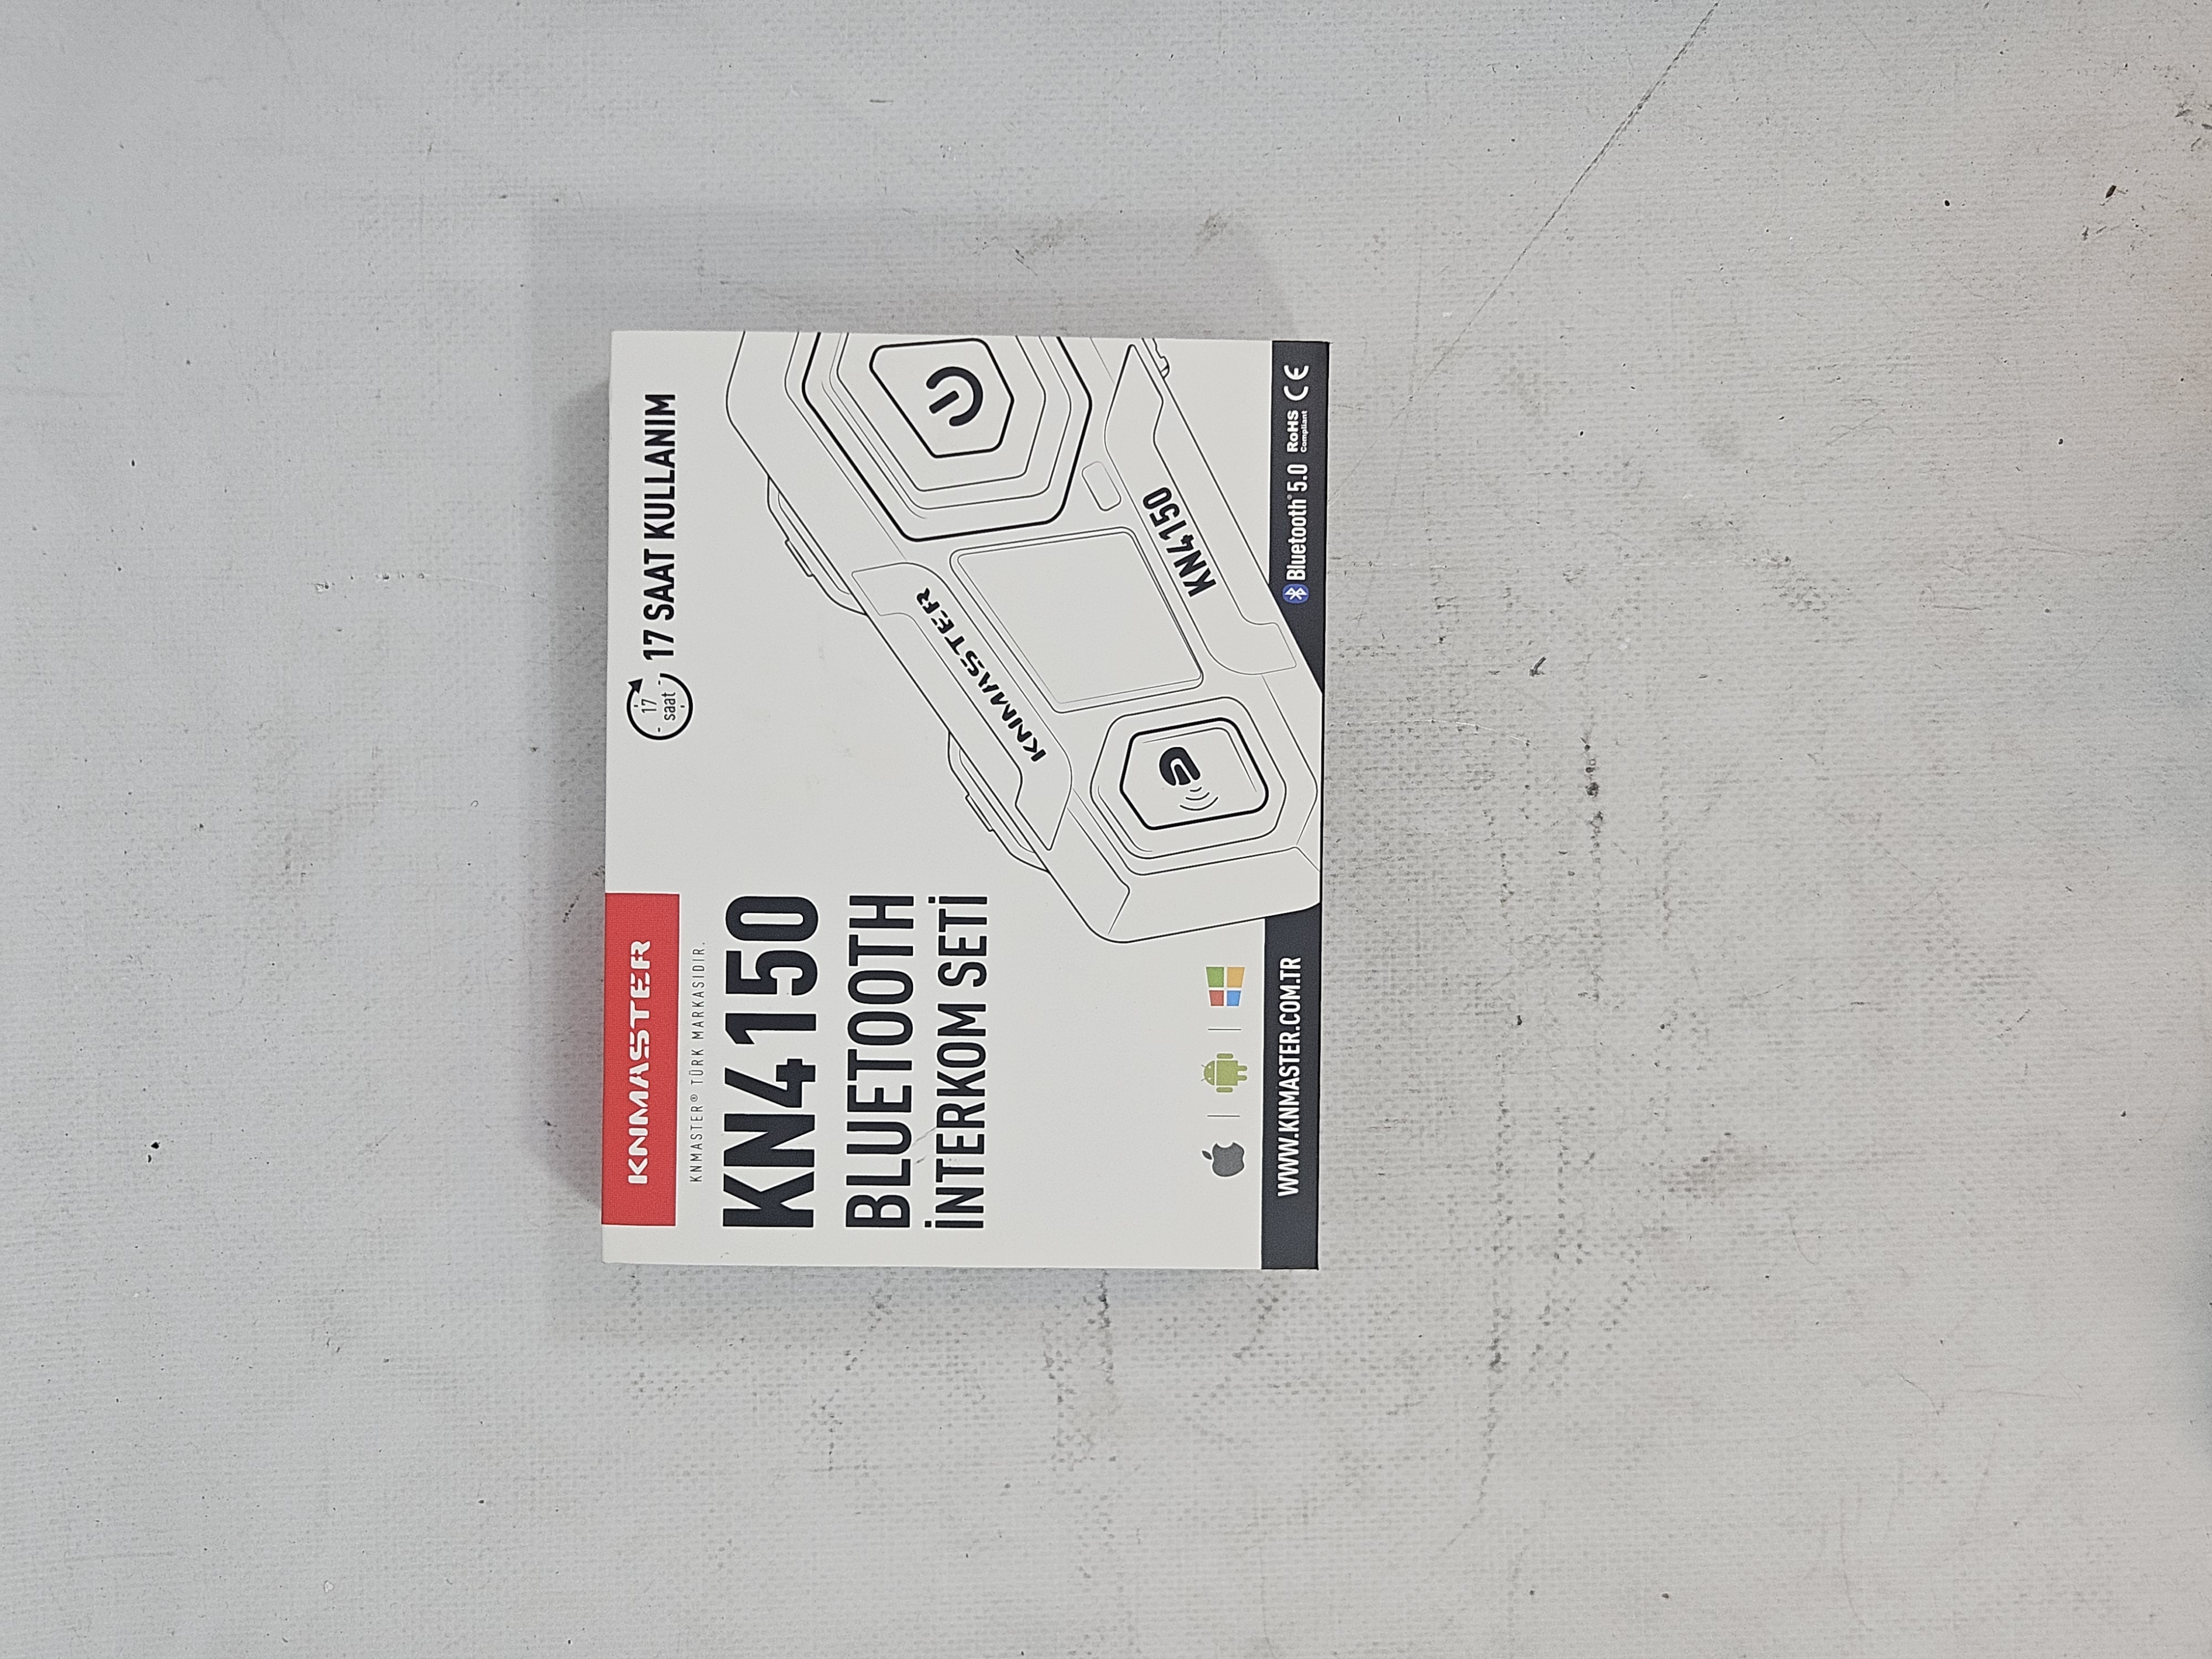 KNMASTER
KNMASTER® TÜRK MARKASIDIR.
KN4150
BLUETOOTH
İNTERKOM SETİ
17
saat
17 SAAT KULLANIM
KNMASTER
KN4150
WWW.KNMASTER.COM.TR
Bluetooth® 5.0
RoHS
Compliant
CE